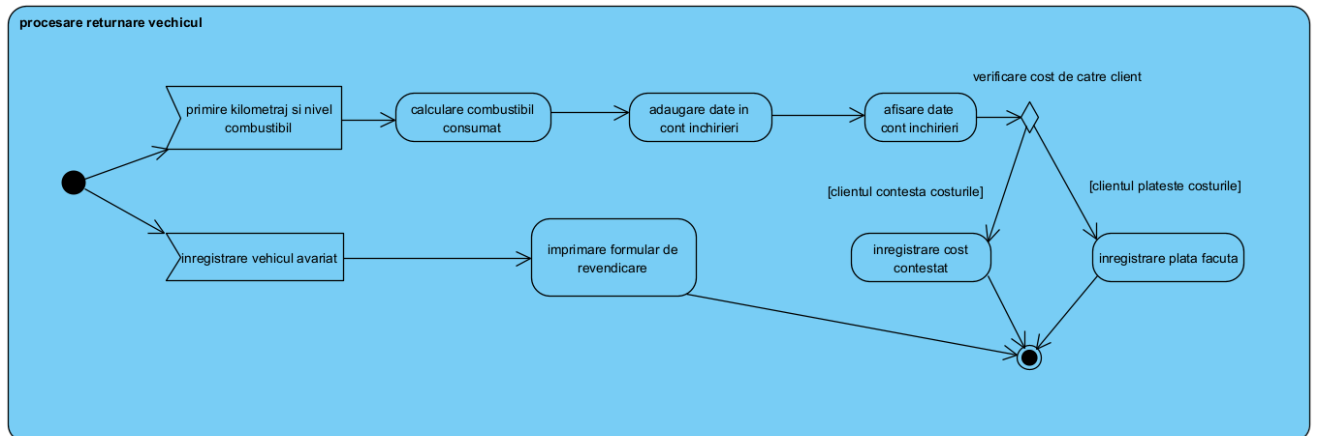 procesare returnare vechicul
verificare cost de catre client
primire kilometraj si nivel
combustibil
calculare combustibil
consumat
adaugare date in
cont inchirieri
afisare date
cont inchirieri
[clientul contesta costurile]
[clientul plateste costurile]
inregistrare vehicul avariat
imprimare formular de
revendicare
inregistrare cost
contestat
inregistrare plata facuta